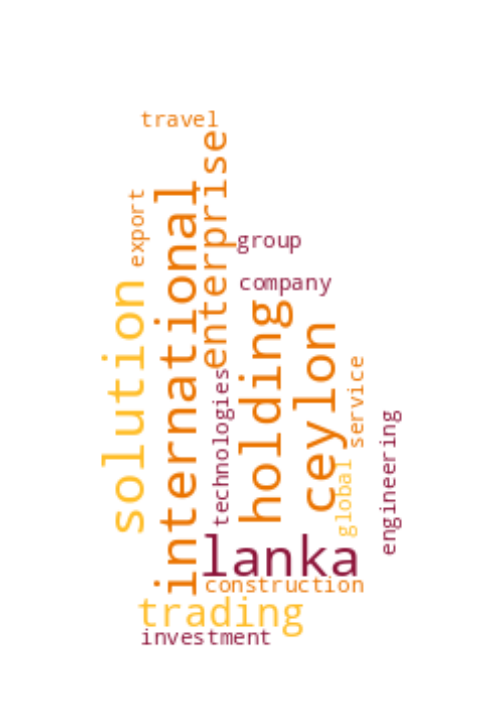 travel
enterprise
export
international
group
company
solution
holding
ceylon
technologies
service
global
engineering
lanka
construction
trading
investment